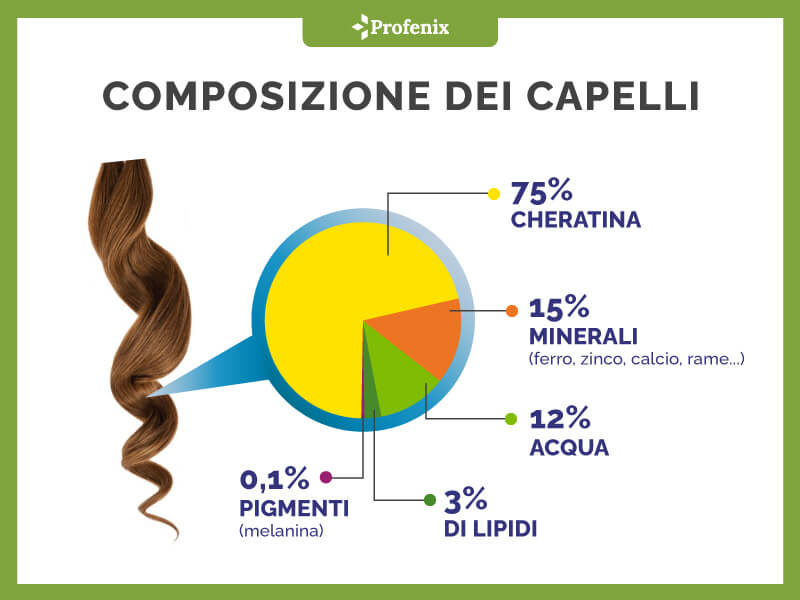 Profenix
COMPOSIZIONE DEI CAPELLI
75%
CHERATINA
15%
MINERALI
(ferro, zinco, calcio, rame...)
12%
ACQUA
0,1%
PIGMENTI
(melanina)
3%
DI LIPIDI